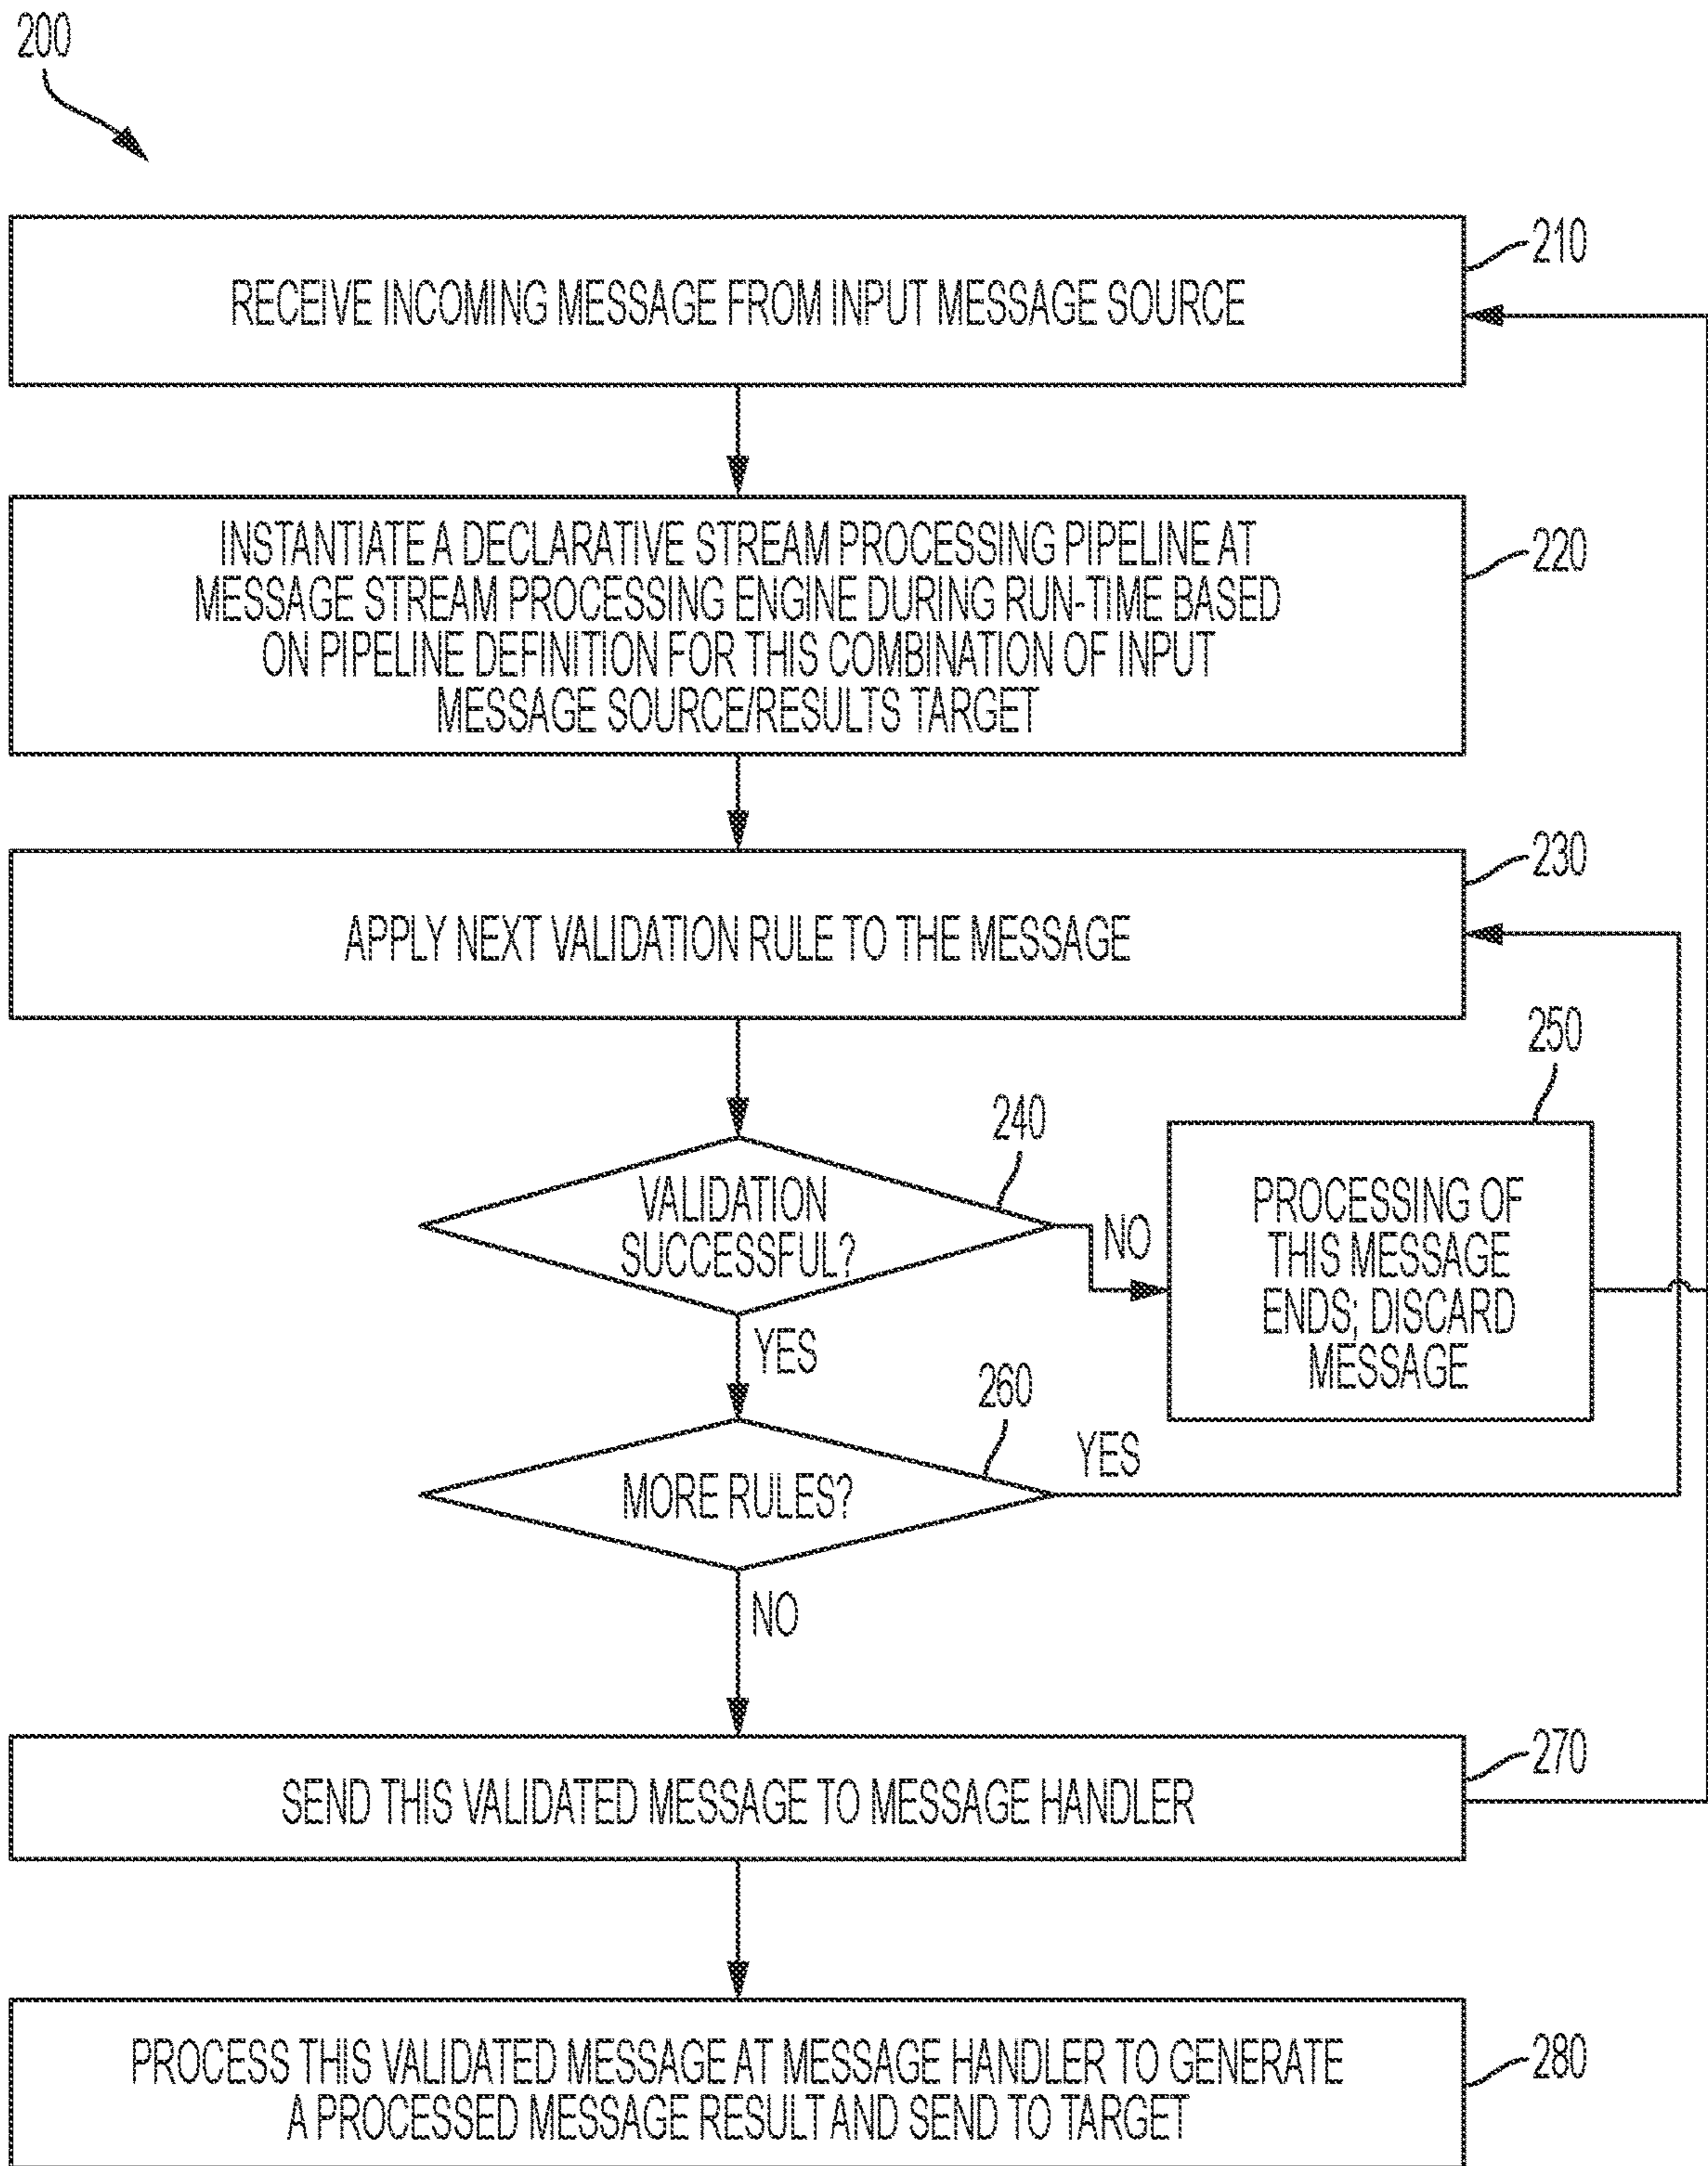 200
210
RECEIVE INCOMING MESSAGE FROM INPUT MESSAGE SOURCE
INSTANTIATE A DECLARATIVE STREAM PROCESSING PIPELINE AT
MESSAGE STREAM PROCESSING ENGINE DURING RUN-TIME BASED
ON PIPELINE DEFINITION FOR THIS COMBINATION OF INPUT
MESSAGE SOURCE/RESULTS TARGET
220
230
APPLY NEXT VALIDATION RULE TO THE MESSAGE
240
VALIDATION
SUCCESSFUL?
NO
250
PROCESSING OF
THIS MESSAGE
ENDS; DISCARD
MESSAGE
YES
260
MORE RULES?
YES
NO
270
SEND THIS VALIDATED MESSAGE TO MESSAGE HANDLER
PROCESS THIS VALIDATED MESSAGE AT MESSAGE HANDLER TO GENERATE
A PROCESSED MESSAGE RESULT AND SEND TO TARGET
280